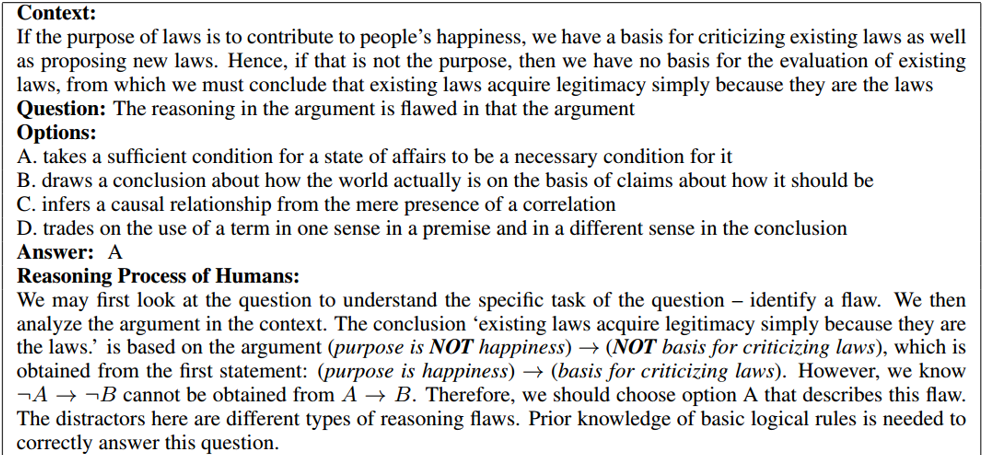 Context:
If the purpose of laws is to contribute to people's happiness, we have a basis for criticizing existing laws as well
as proposing new laws. Hence, if that is not the purpose, then we have no basis for the evaluation of existing
laws, from which we must conclude that existing laws acquire legitimacy simply because they are the laws
Question: The reasoning in the argument is flawed in that the argument
Options:
A. takes a sufficient condition for a state of affairs to be a necessary condition for it
B. draws a conclusion about how the world actually is on the basis of claims about how it should be
C. infers a causal relationship from the mere presence of a correlation
D. trades on the use of a term in one sense in a premise and in a different sense in the conclusion
Answer: A
Reasoning Process of Humans:
We may first look at the question to understand the specific task of the question – identify a flaw. We then
analyze the argument in the context. The conclusion ‘existing laws acquire legitimacy simply because they are
the laws.’ is based on the argument (purpose is NOT happiness) → (NOT basis for criticizing laws), which is
obtained from the first statement: (purpose is happiness) → (basis for criticizing laws). However, we know
¬A → ¬B cannot be obtained from A → B. Therefore, we should choose option A that describes this flaw.
The distractors here are different types of reasoning flaws. Prior knowledge of basic logical rules is needed to
correctly answer this question.